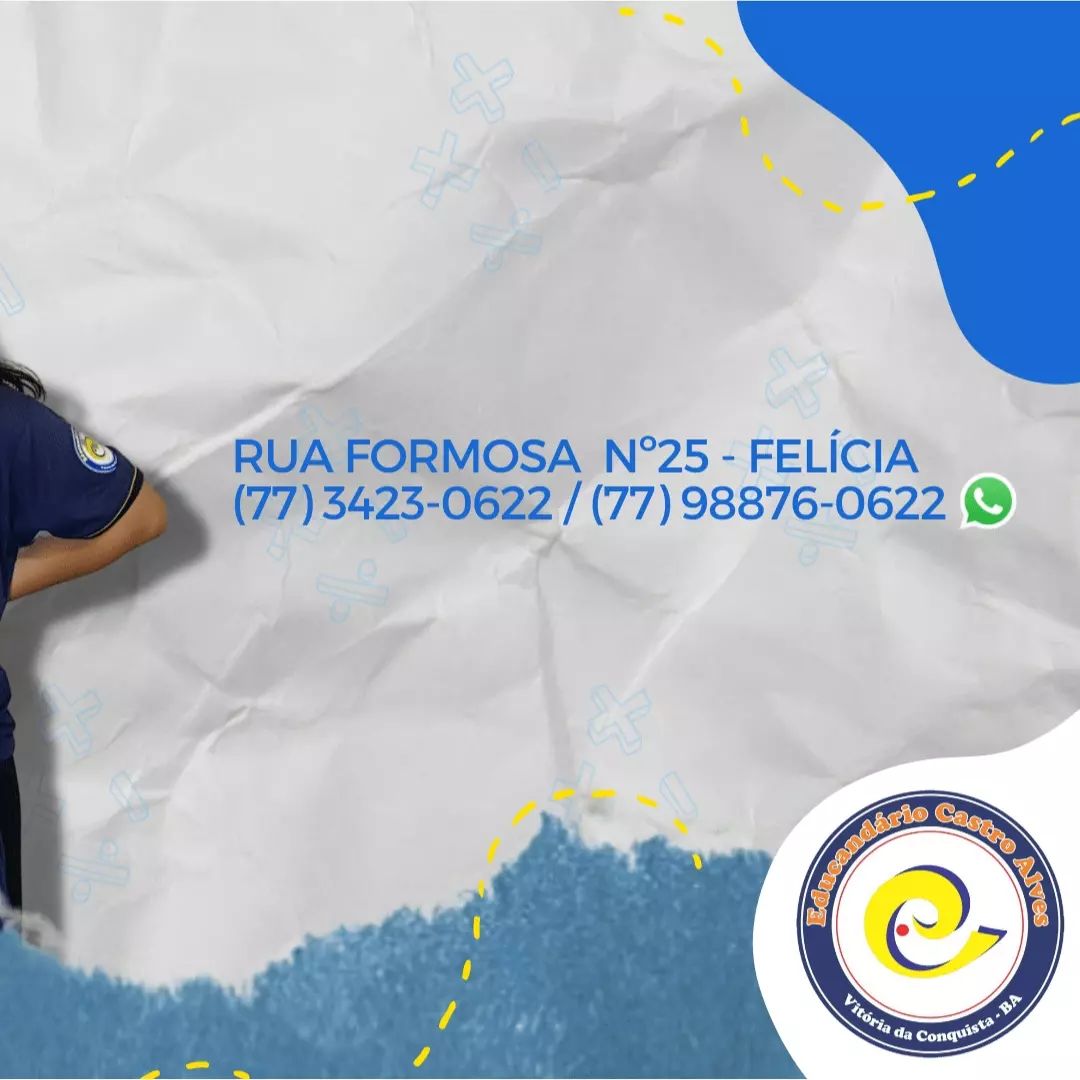 RUA FORMOSA Nº25 - FELÍCIA
(77) 3423-0622 / (77) 98876-0622
Educandário Castro Alves
Vitória da Conquista - BA